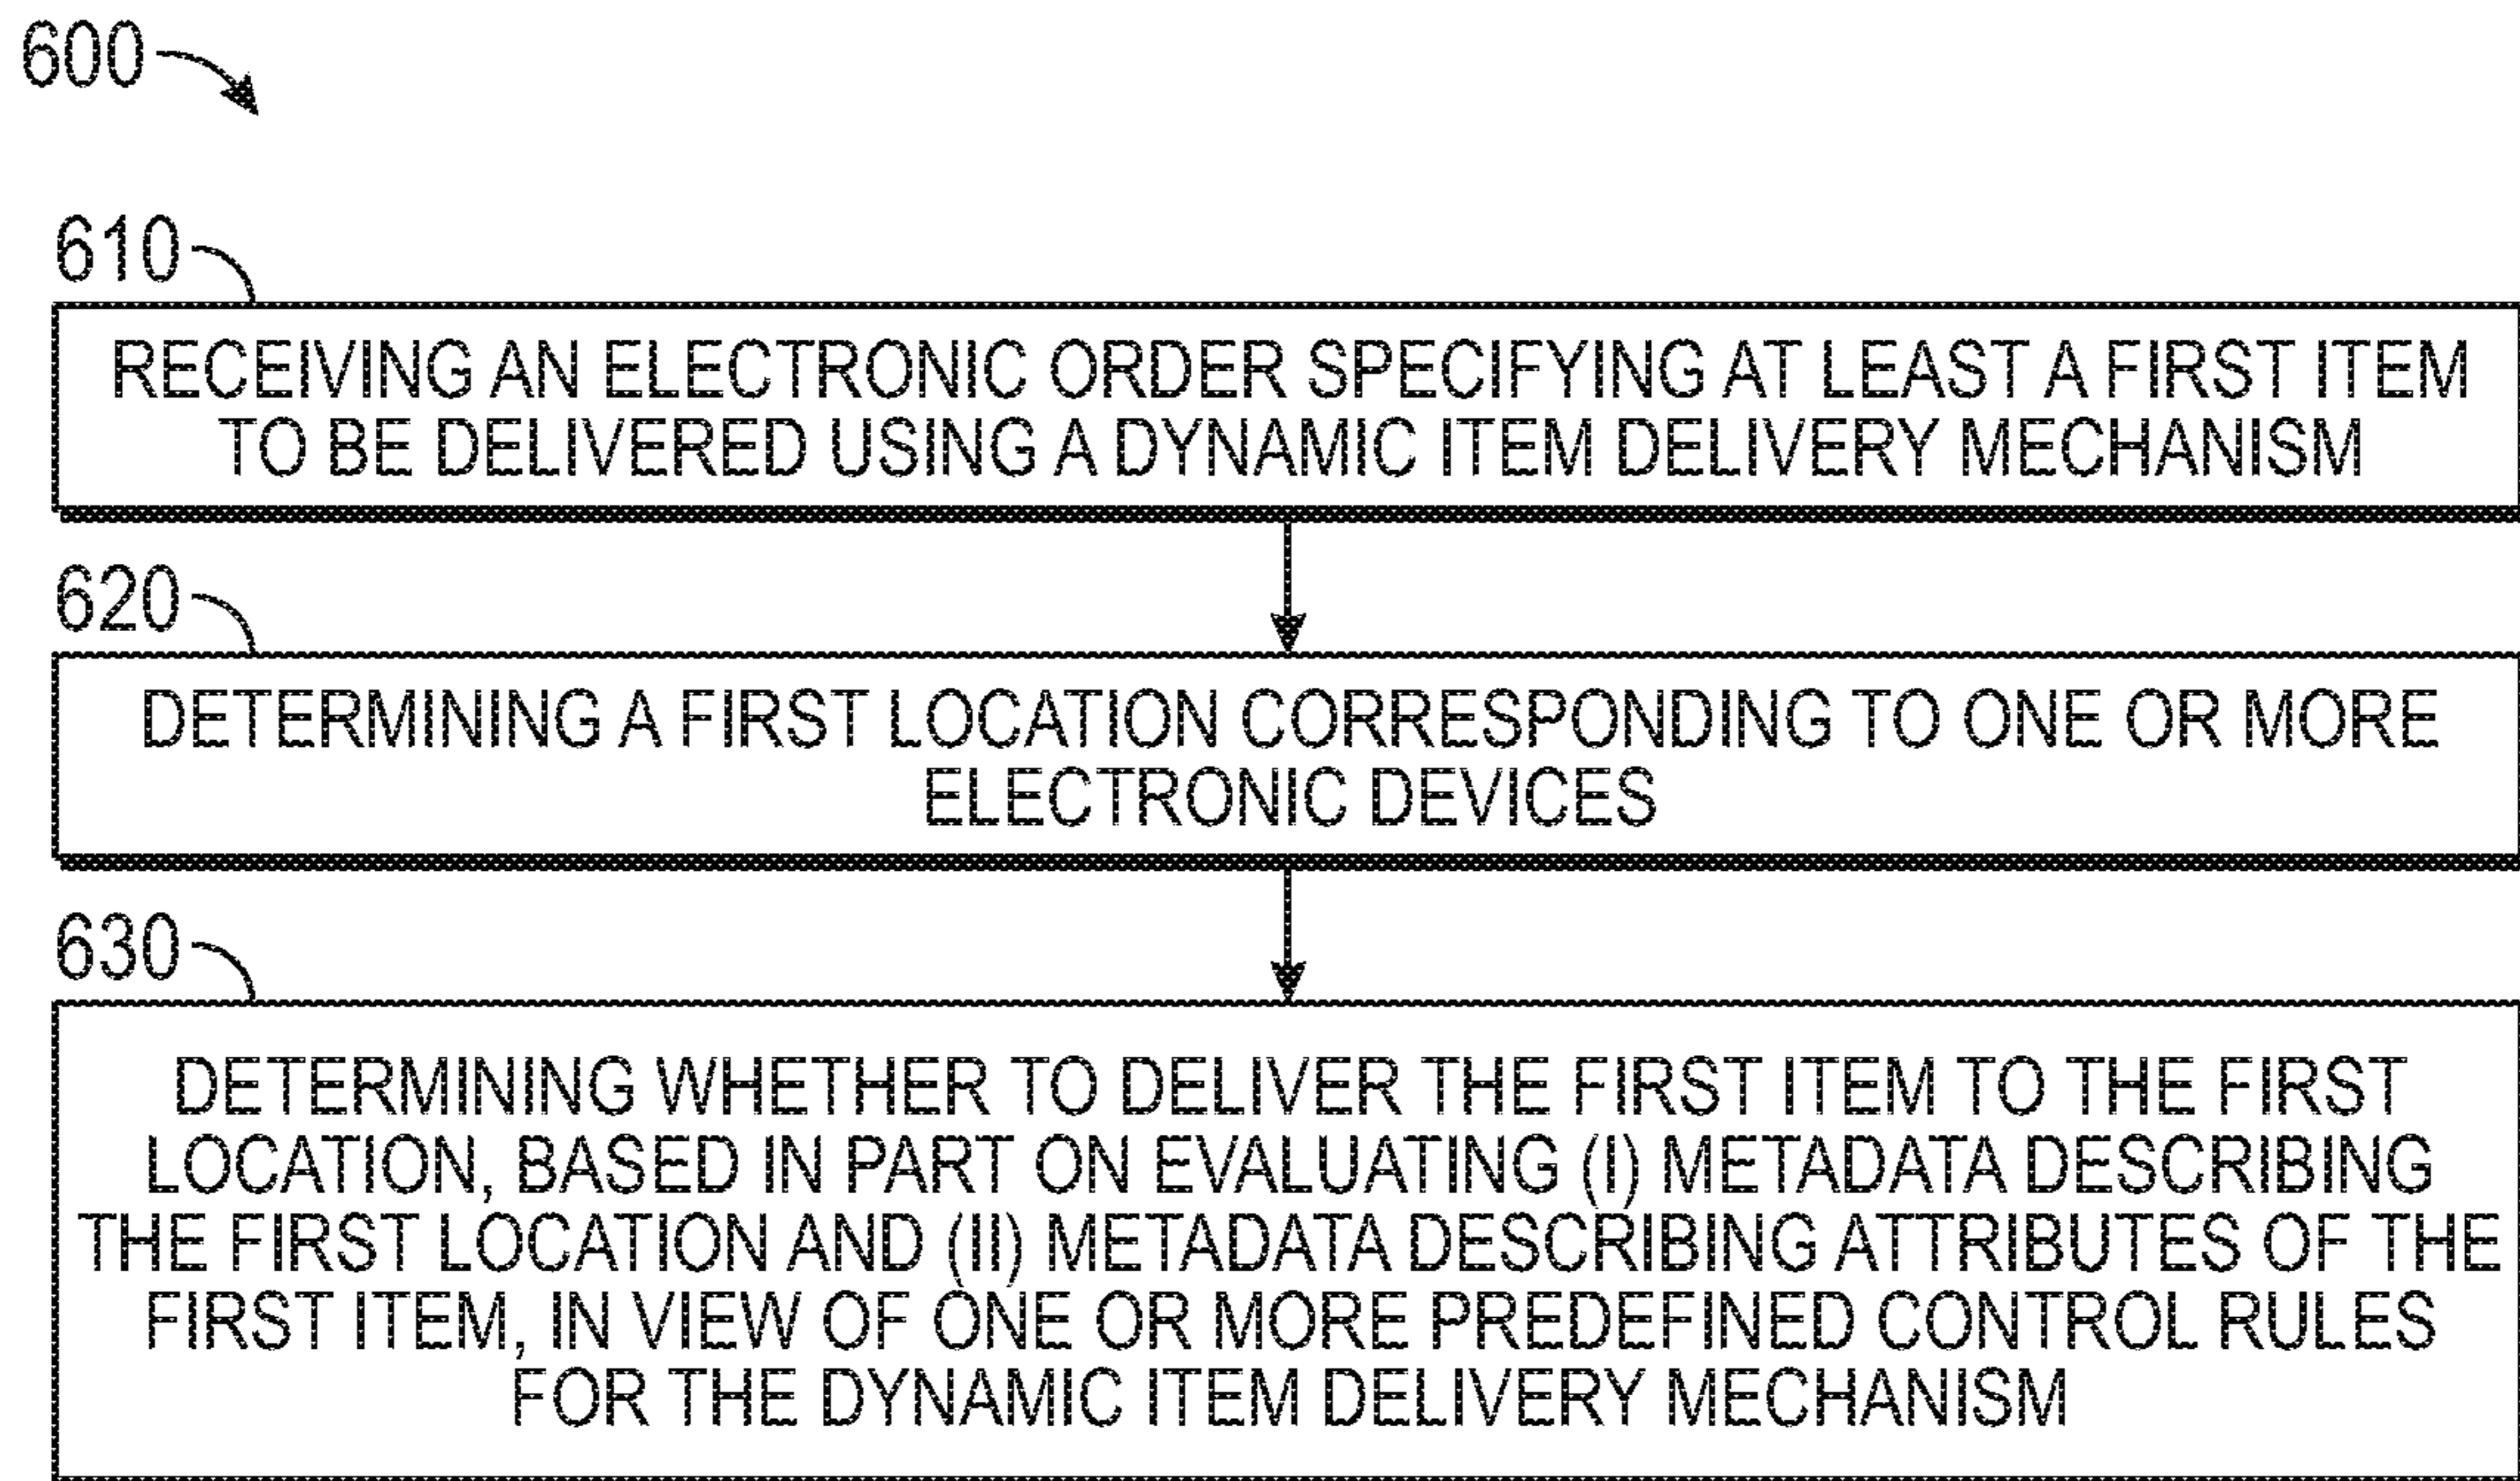 600
610
RECEIVING AN ELECTRONIC ORDER SPECIFYING AT LEAST A FIRST ITEM
TO BE DELIVERED USING A DYNAMIC ITEM DELIVERY MECHANISM
620
DETERMINING A FIRST LOCATION CORRESPONDING TO ONE OR MORE
ELECTRONIC DEVICES
630
DETERMINING WHETHER TO DELIVER THE FIRST ITEM TO THE FIRST
LOCATION, BASED IN PART ON EVALUATING (I) METADATA DESCRIBING
THE FIRST LOCATION AND (II) METADATA DESCRIBING ATTRIBUTES OF THE
FIRST ITEM, IN VIEW OF ONE OR MORE PREDEFINED CONTROL RULES
FOR THE DYNAMIC ITEM DELIVERY MECHANISM